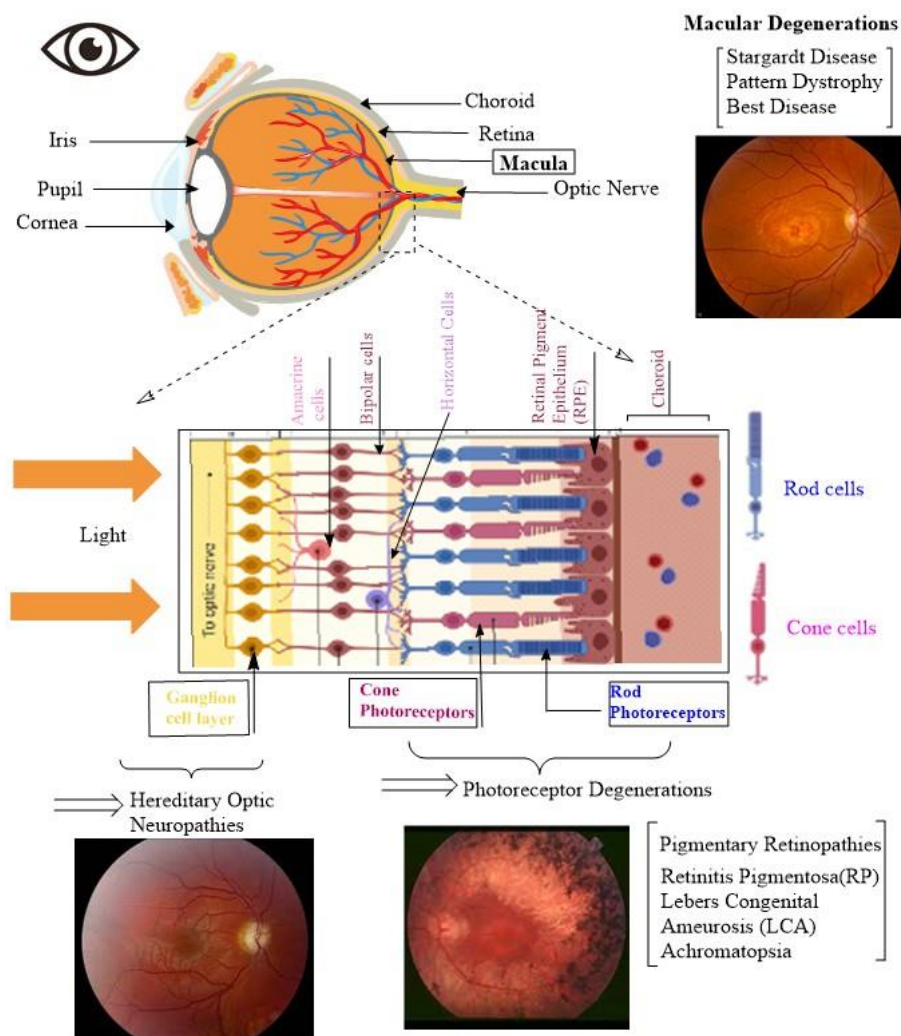 Macular Degenerations
Stargardt Disease
Pattern Dystrophy
Best Disease
Choroid
Retina
Macula
Optic Nerve
Iris
Pupil
Cornea
Amacrine
cells
Bipolar cells
Horizontal Cells
Retinal Pigment
Epithelium
(RPE)
Choroid
Light
To optic nerve
Rod cells
Cone cells
Ganglion
cell layer
Cone
Photoreceptors
Rod
Photoreceptors
Hereditary Optic
Neuropathies
Photoreceptor Degenerations
Pigmentary Retinopathies
Retinitis Pigmentosa(RP)
Lebers Congenital
Ameurosis (LCA)
Achromatopsia